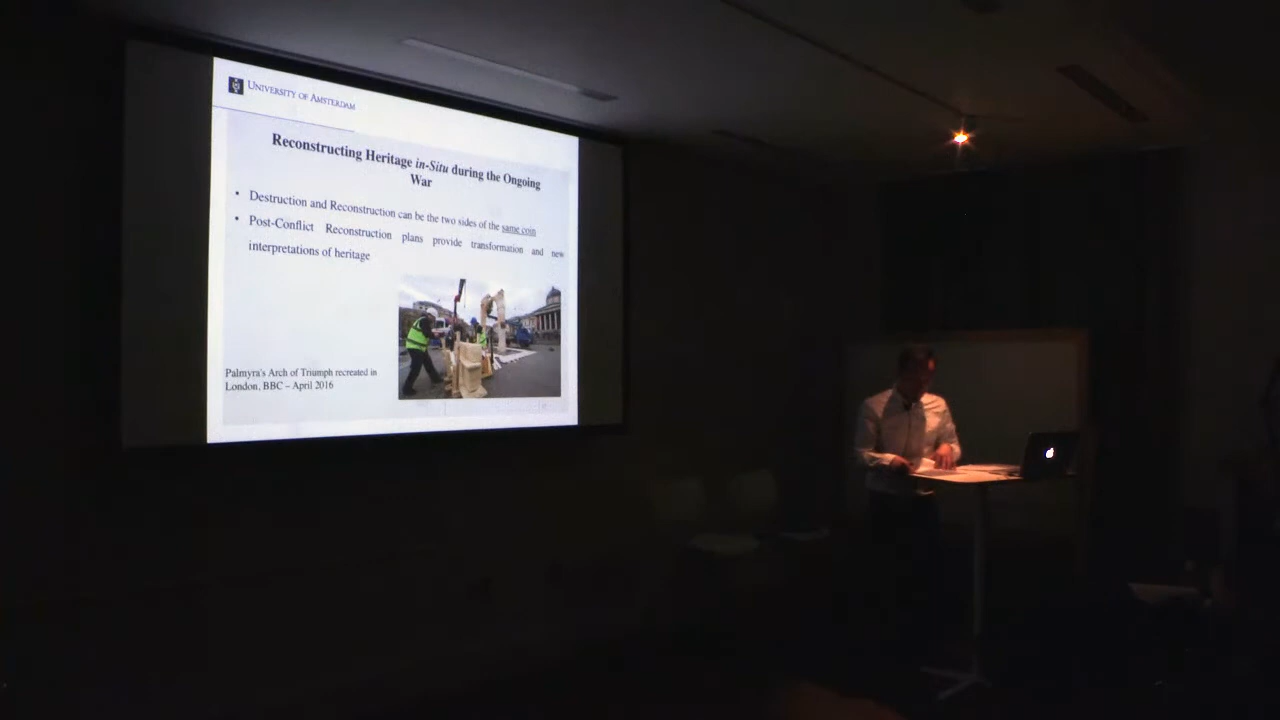 UNIVERSITY OF AMSTERDAM
Reconstructing Heritage in-Situ during the Ongoing
War
• Destruction and Reconstruction can be the two sides of the same coin
• Post-Conflict Reconstruction plans provide transformation and new
interpretations of heritage
Palmyra's Arch of Triumph recreated in
London, BBC – April 2016